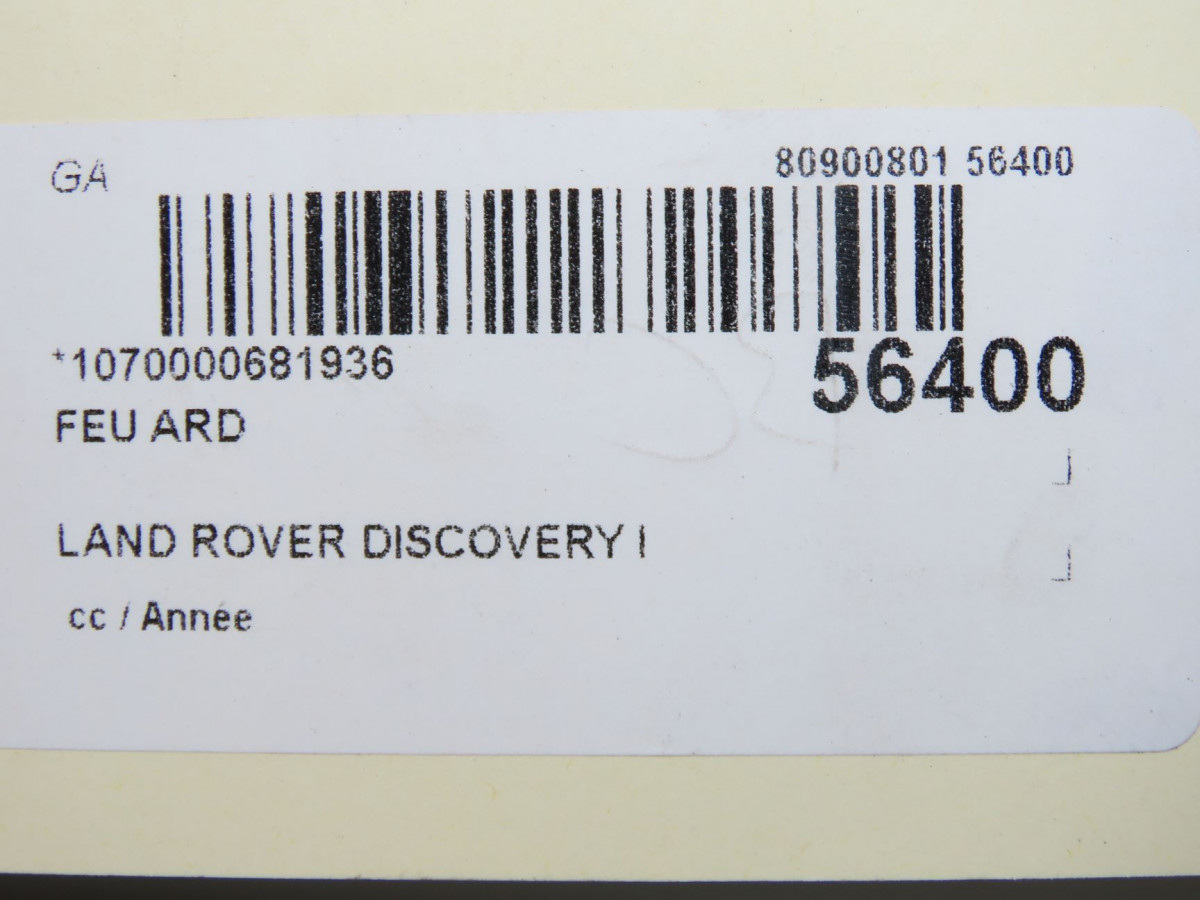 GA
80900801 56400
*1070000681936
56400
FEU ARD
LAND ROVER DISCOVERY I
cc / Année